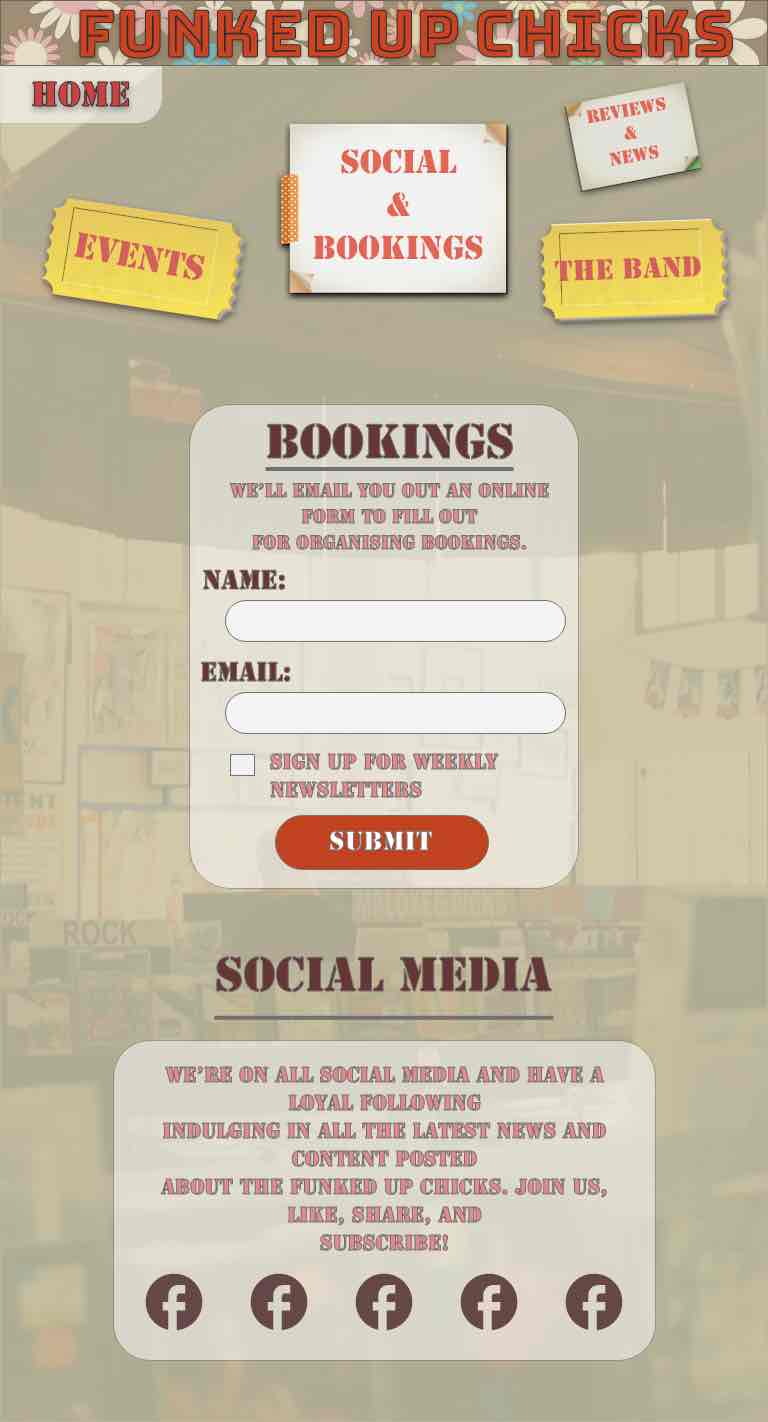 FUNKED UP CHICKS
HOME
REVIEWS
&
NEWS
SOCIAL
&
BOOKINGS
EVENTS
THE BAND
BOOKINGS
WE'LL EMAIL YOU OUT AN ONLINE
FORM TO FILL OUT
FOR ORGANISING BOOKINGS.
NAME:
EMAIL:
SIGN UP FOR WEEKLY
NEWSLETTERS
SUBMIT
ROCK
SOCIAL MEDIA
WE'RE ON ALL SOCIAL MEDIA AND HAVE A
LOYAL FOLLOWING
INDULGING IN ALL THE LATEST NEWS AND
CONTENT POSTED
ABOUT THE FUNKED UP CHICKS. JOIN US,
LIKE, SHARE, AND
SUBSCRIBE!